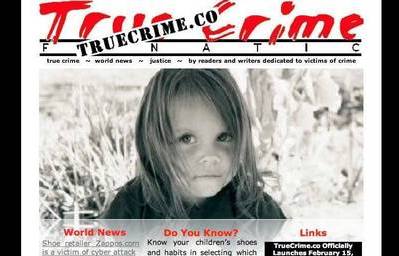 True Crime
TRUECRIME.CO
FANATIC
true crime ~ world news ~ justice ~ by readers and writers dedicated to victims of crime
World News
Do You Know?
Links
Shoe retailer Zappos.com
is a victim of cyber attack
Know your children's shoes
and habits in selecting which
TrueCrime.co Officially
Launches February 15,